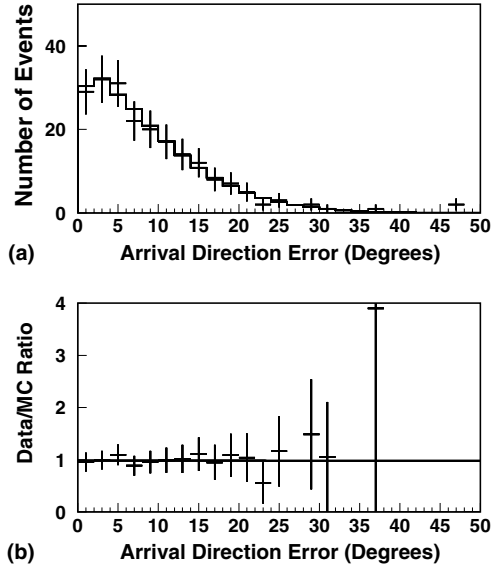 Number of Events
40
20
0
0 5 10 15 20 25 30 35 40 45 50
(a) Arrival Direction Error (Degrees)
Data/MC Ratio
4
3
2
1
0
0 5 10 15 20 25 30 35 40 45 50
(b) Arrival Direction Error (Degrees)